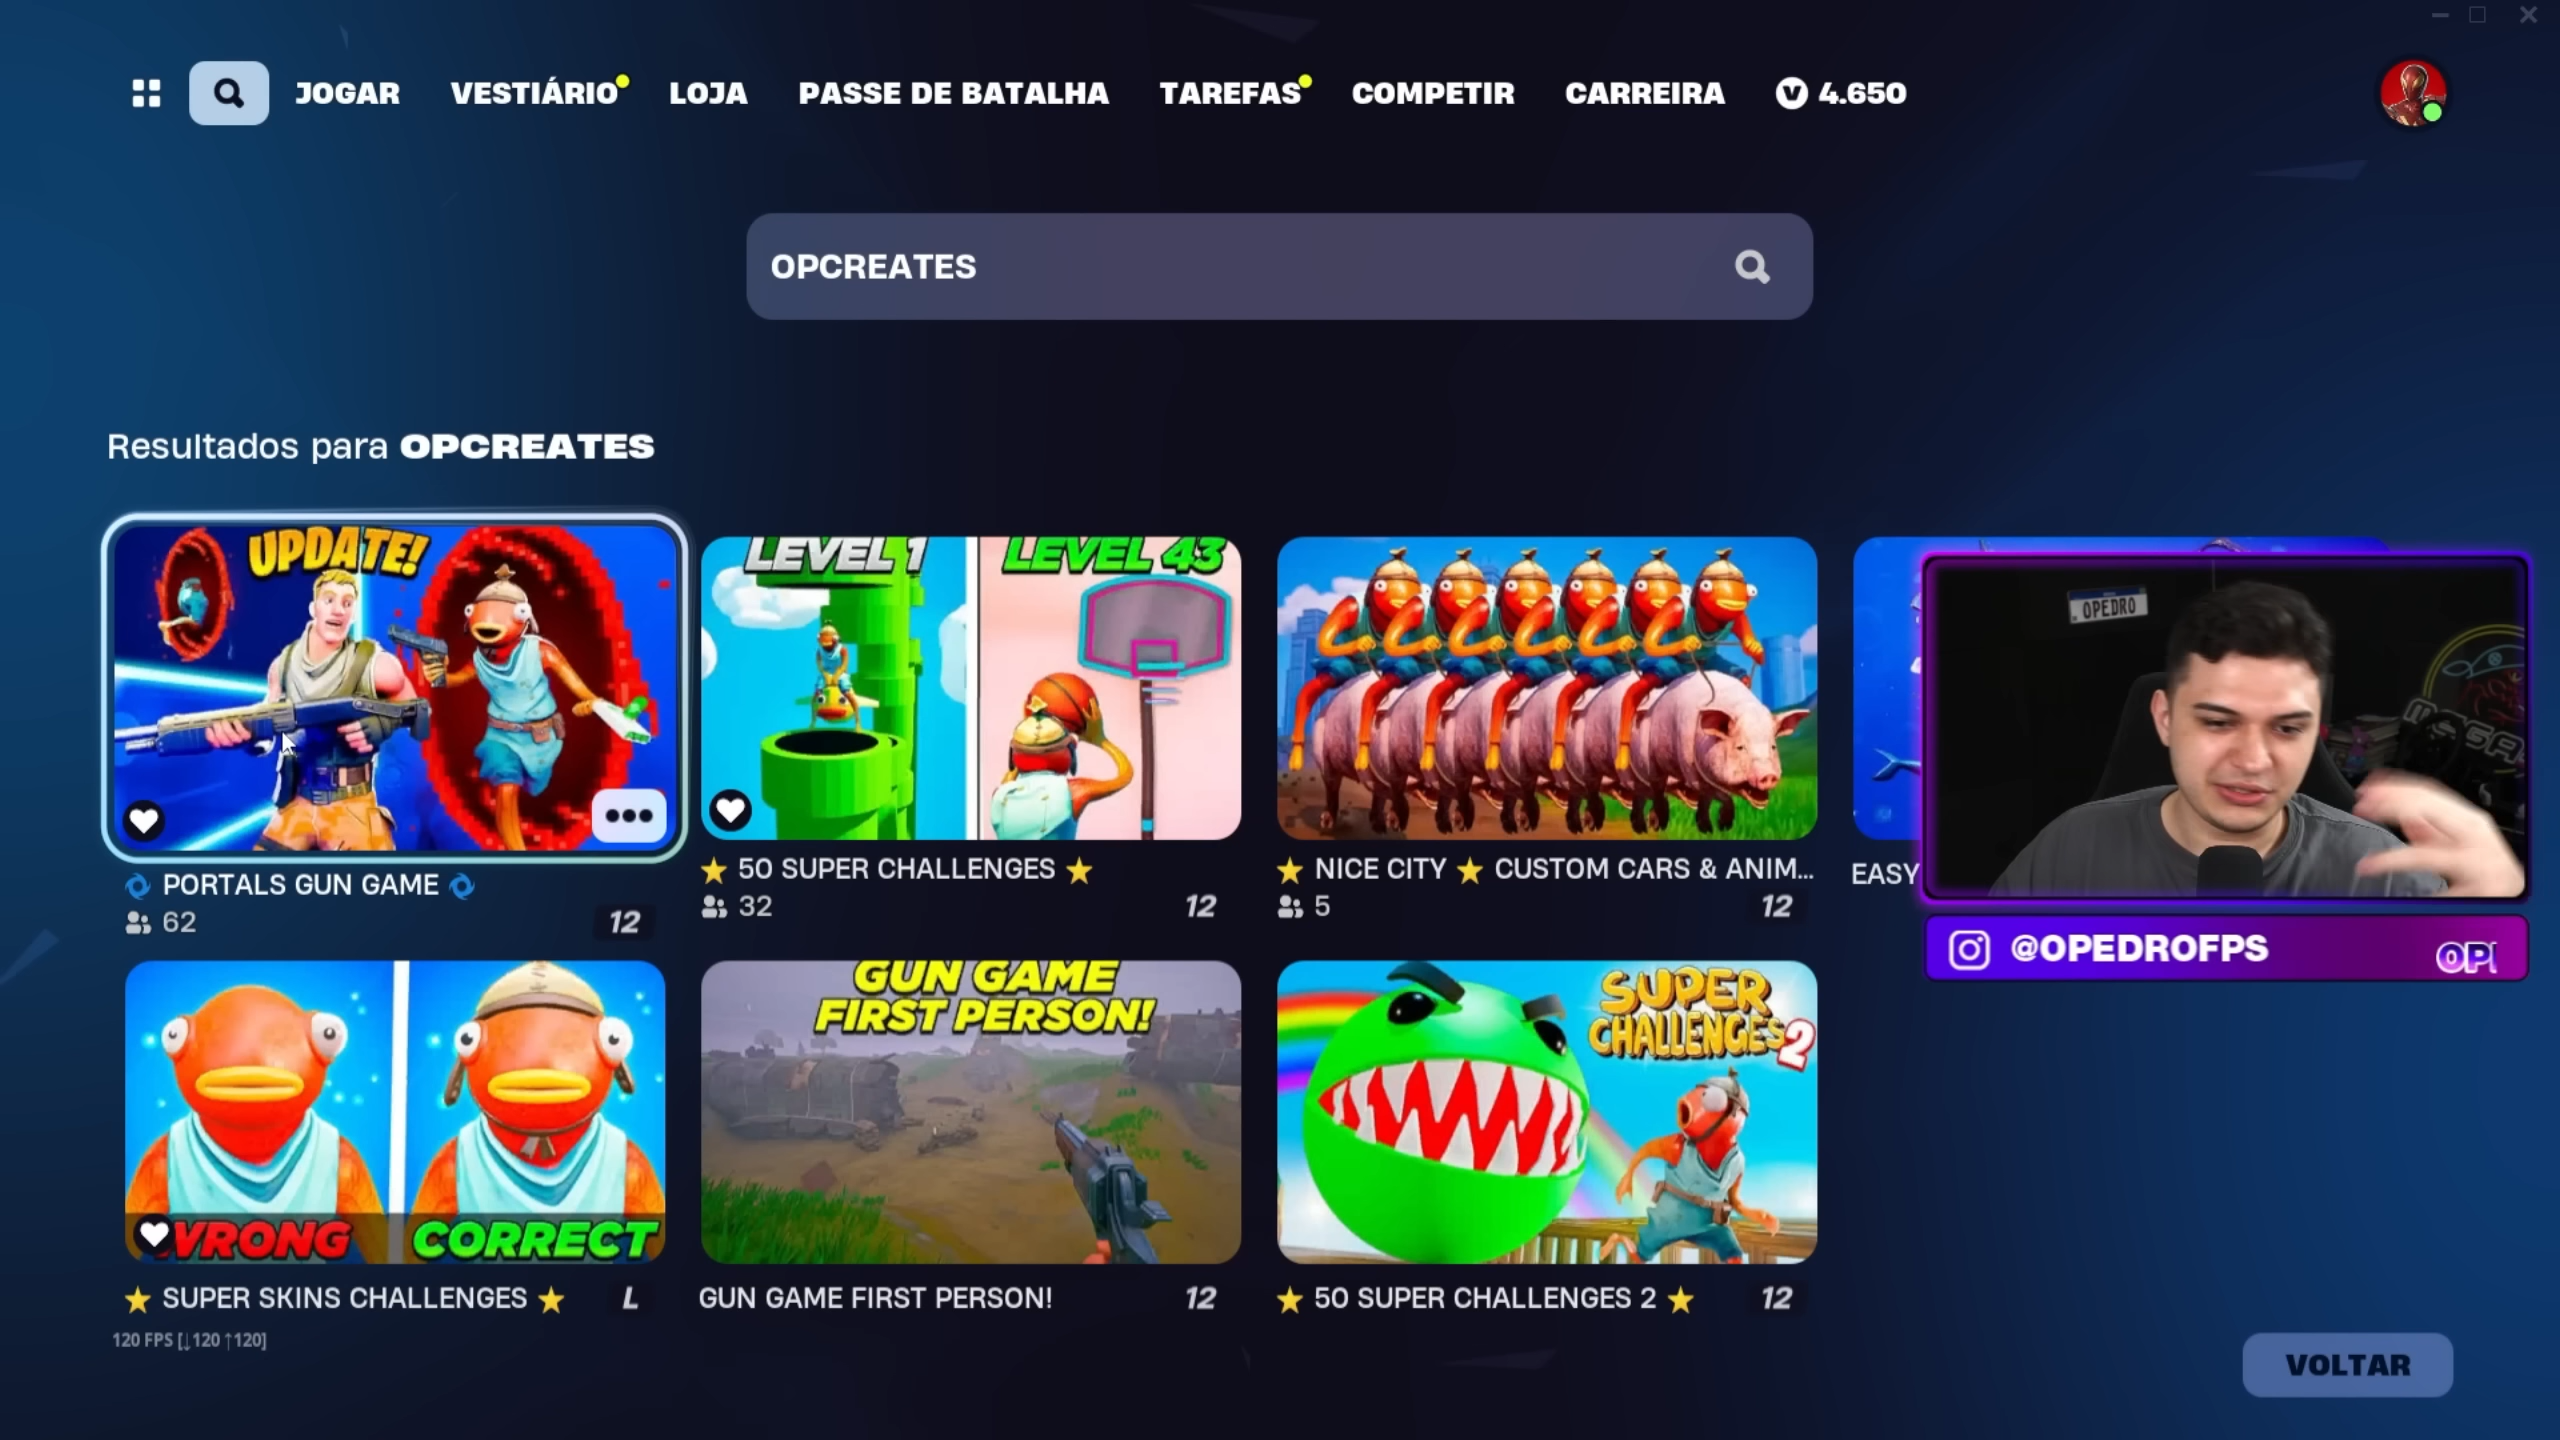 JOGAR VESTIÁRIO LOJA PASSE DE BATALHA TAREFAS COMPETIR CARREIRA V 4.650
OPCREATES
Resultados para OPCREATES
UPDATE!
PORTALS GUN GAME
62 12
LEVEL 1 LEVEL 43
50 SUPER CHALLENGES
32 12
NICE CITY CUSTOM CARS & ANIM...
5 12
EASY
OPEDRO
@OPEDROFPS
WRONG CORRECT
SUPER SKINS CHALLENGES L
GUN GAME
FIRST PERSON!
GUN GAME FIRST PERSON! 12
SUPER
CHALLENGES
2
50 SUPER CHALLENGES 2 12
120 FPS [↓120 ↑120]
VOLTAR